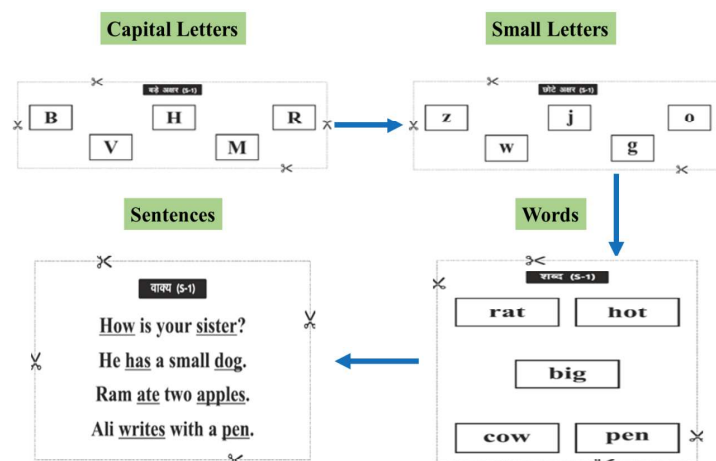 Capital Letters
बड़े अक्षर (S-1)
B H R
V M
Small Letters
छोटे अक्षर (S-1)
z j o
w g
Words
शब्द (S-1)
rat hot
big
cow pen
Sentences
वाक्य (S-1)
How is your sister?
He has a small dog.
Ram ate two apples.
Ali writes with a pen.